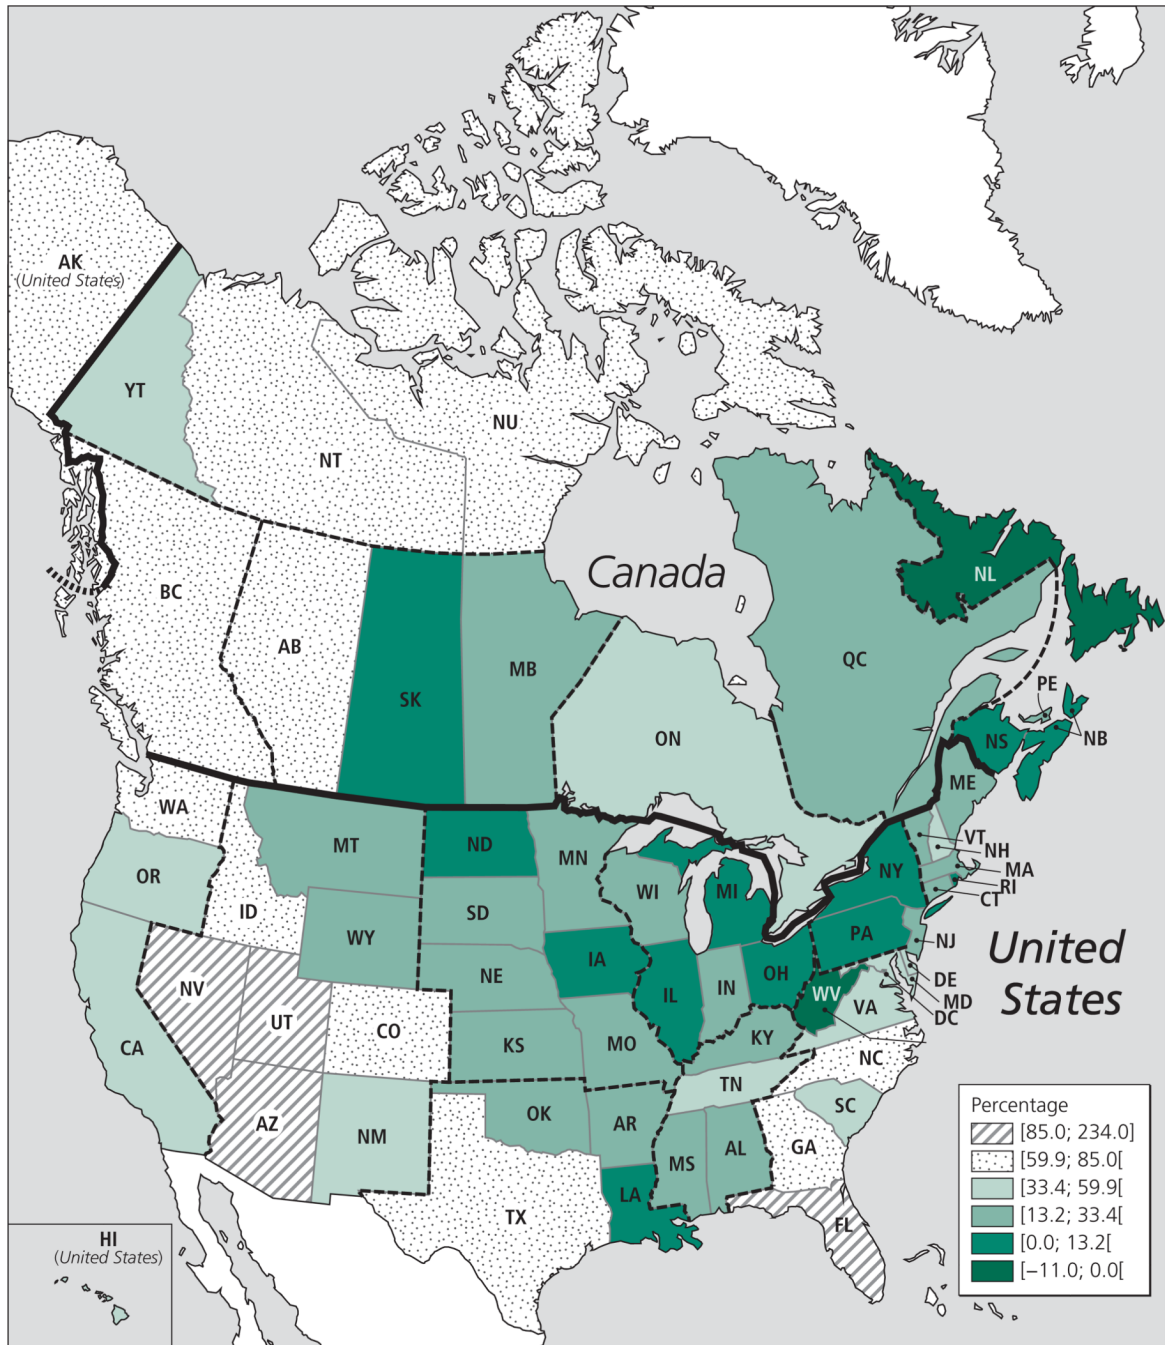 AK
(United States)
YT
NT
NU
BC
AB
SK
MB
Canada
ON
QC
NL
PE
NS
NB
ME
WA
MT
ND
MN
VT
NH
OR
ID
WI
MI
NY
MA
RI
CT
WY
SD
IA
PA
NJ
United
States
NV
UT
NE
IL
IN
OH
WV
VA
DE
MD
DC
CA
CO
KS
MO
KY
NC
AZ
NM
OK
AR
TN
SC
MS
AL
GA
TX
LA
FL
HI
(United States)
Percentage
[85.0; 234.0]
[59.9; 85.0[
[33.4; 59.9[
[13.2; 33.4[
[0.0; 13.2[
[−11.0; 0.0[